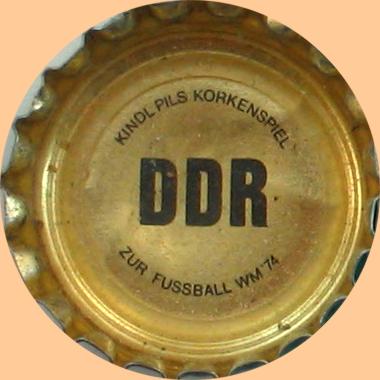 KINDL PILS KORKENSPIEL
DDR
ZUR FUSSBALL WM '74